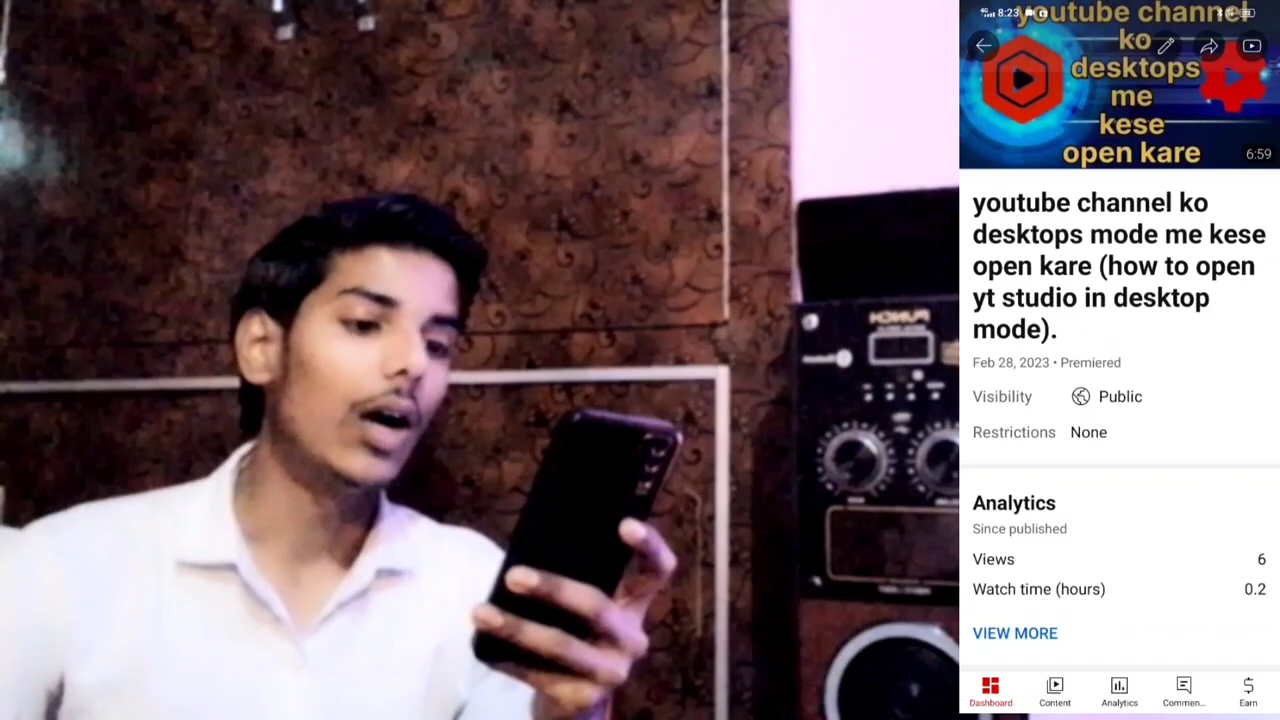 8:23
youtube channel
ko
desktops
me
kese
open kare
6:59
youtube channel ko
desktops mode me kese
open kare (how to open
yt studio in desktop
mode).
Feb 28, 2023 • Premiered
Visibility Public
Restrictions None
Analytics
Since published
Views 6
Watch time (hours) 0.2
VIEW MORE
Dashboard Content Analytics Commen... Earn